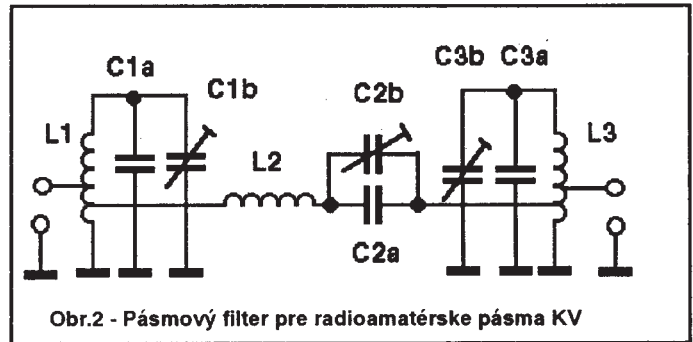 C1a
C1b
C2b
C3b
C3a
L1
L2
L3
C2a
Obr.2 - Pásmový filter pre radioamatérske pásma KV